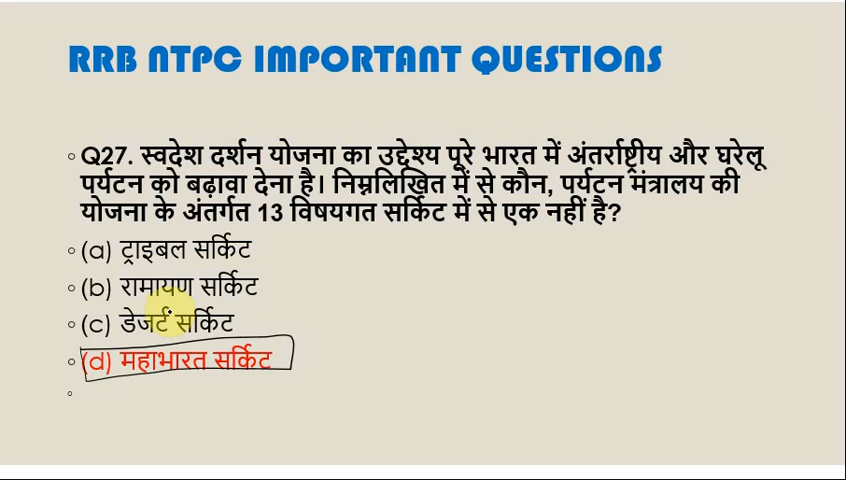 RRB NTPC IMPORTANT QUESTIONS
Q27. स्वदेश दर्शन योजना का उद्देश्य पूरे भारत में अंतर्राष्ट्रीय और घरेलू
पर्यटन को बढ़ावा देना है। निम्नलिखित में से कौन, पर्यटन मंत्रालय की
योजना के अंतर्गत 13 विषयगत सर्किट में से एक नहीं है?
(a) ट्राइबल सर्किट
(b) रामायण सर्किट
(c) डेजर्ट सर्किट
(d) महाभारत सर्किट